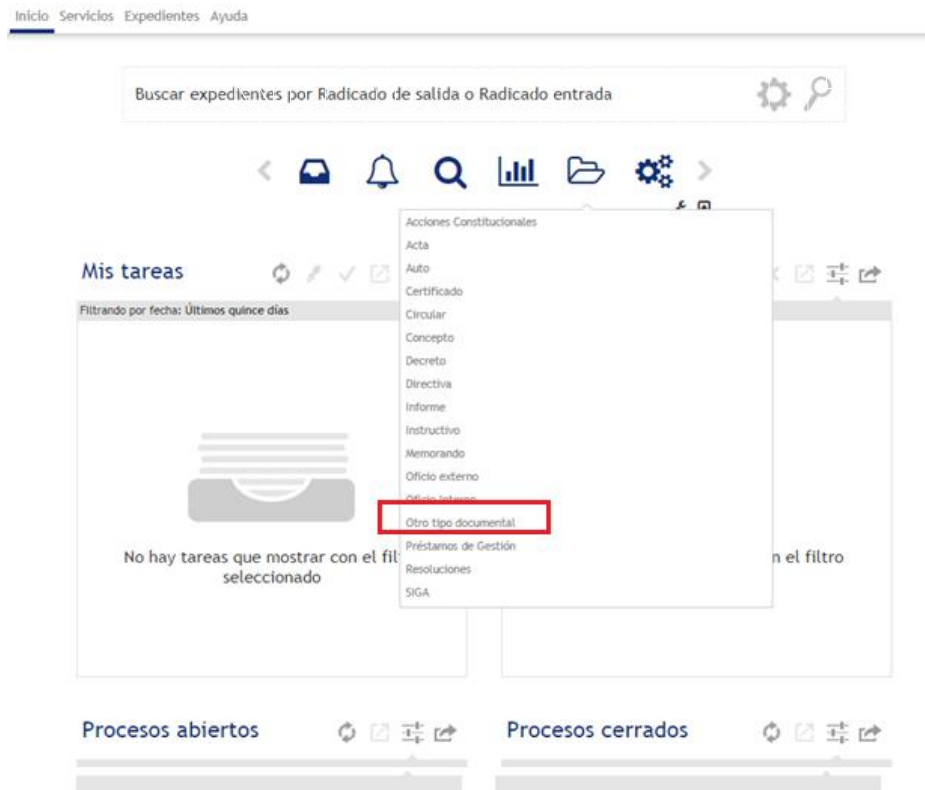 Inicio Servicios Expedientes Ayuda
Buscar expedientes por Radicado de salida o Radicado entrada
Acciones Constitucionales
Acta
Auto
Certificado
Circular
Concepto
Decreto
Directiva
Informe
Instructivo
Memorando
Oficio externo
Oficio Interno
Otro tipo documental
Préstamos de Gestión
Resoluciones
SIGA
Mis tareas
Filtrando por fecha: Últimos quince días
No hay tareas que mostrar con el
seleccionado
el filtro
Procesos abiertos
Procesos cerrados